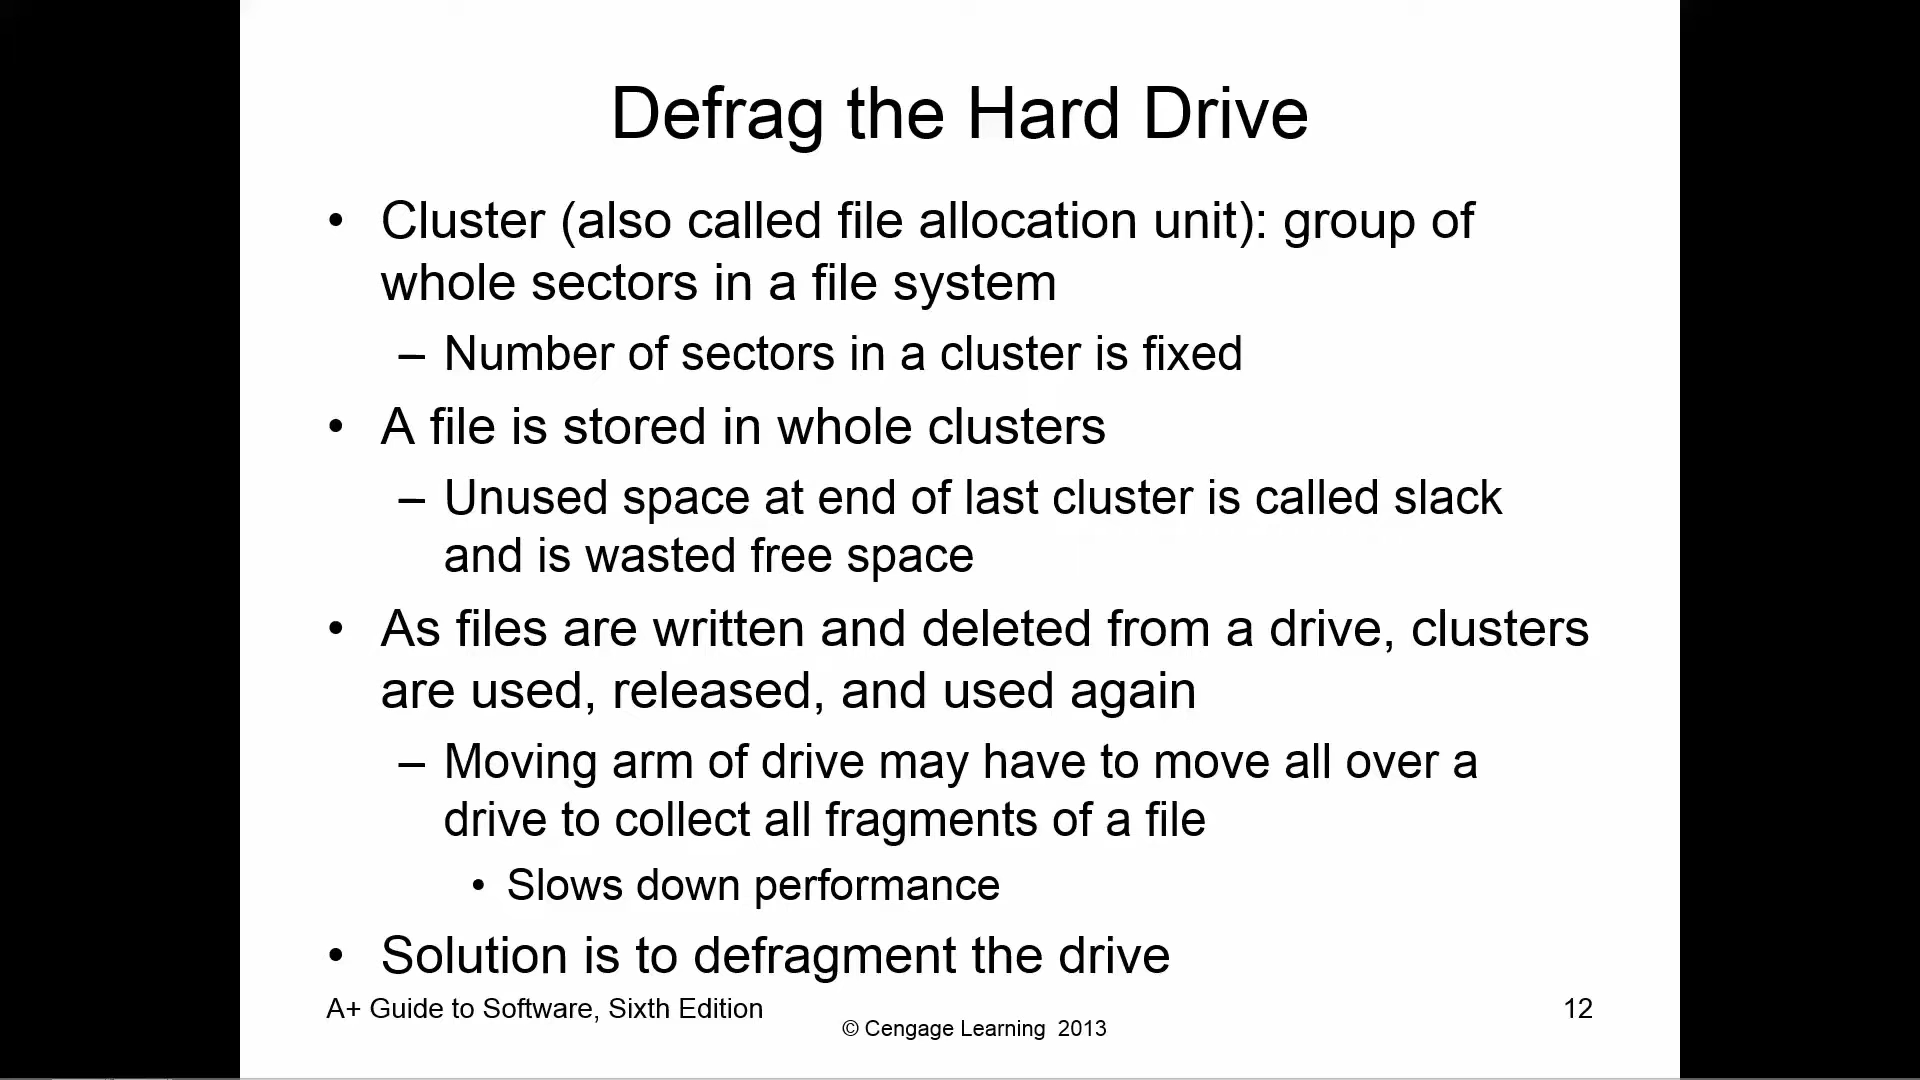 Defrag the Hard Drive
• Cluster (also called file allocation unit): group of
whole sectors in a file system
– Number of sectors in a cluster is fixed
• A file is stored in whole clusters
– Unused space at end of last cluster is called slack
and is wasted free space
• As files are written and deleted from a drive, clusters
are used, released, and used again
– Moving arm of drive may have to move all over a
drive to collect all fragments of a file
• Slows down performance
• Solution is to defragment the drive
A+ Guide to Software, Sixth Edition
© Cengage Learning 2013
12